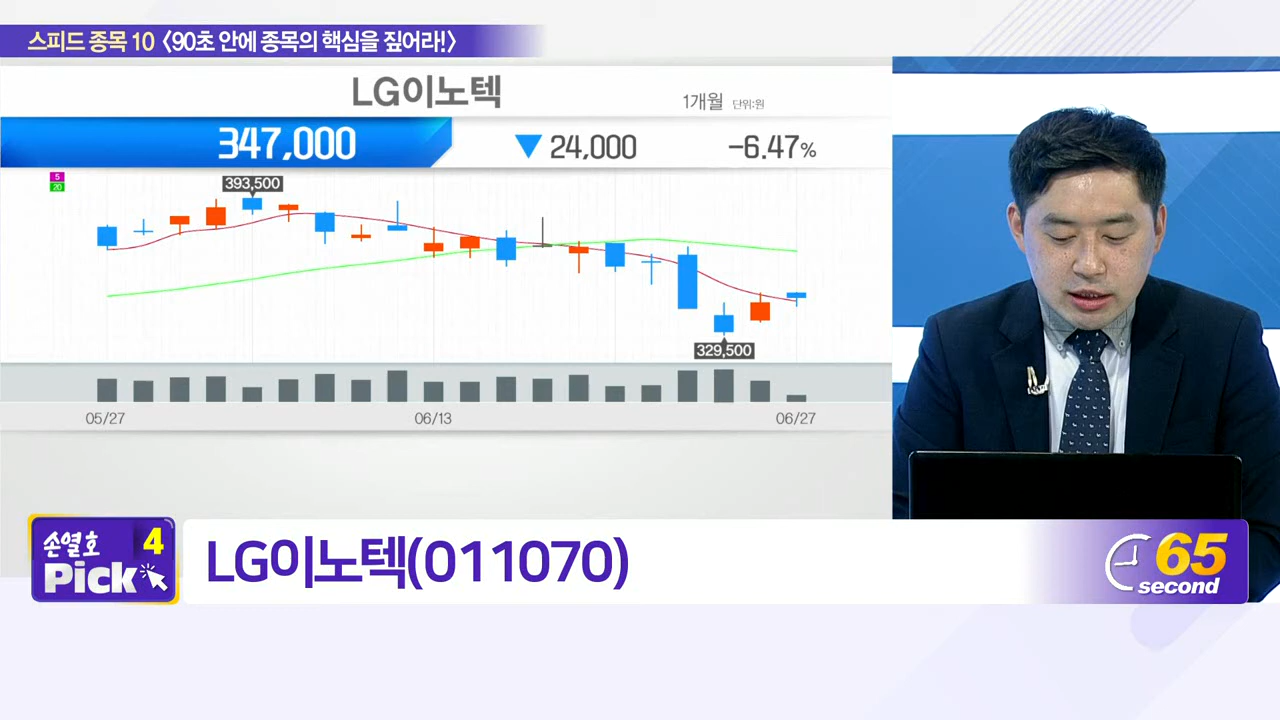 스피드 종목 10 〈90초 안에 종목의 핵심을 짚어라!〉
LG이노텍
1개월 단위:원
347,000 ▼ 24,000 -6.47%
5
20
393,500
329,500
05/27 06/13 06/27
손열호 4
Pick
LG이노텍(011070)
65
second